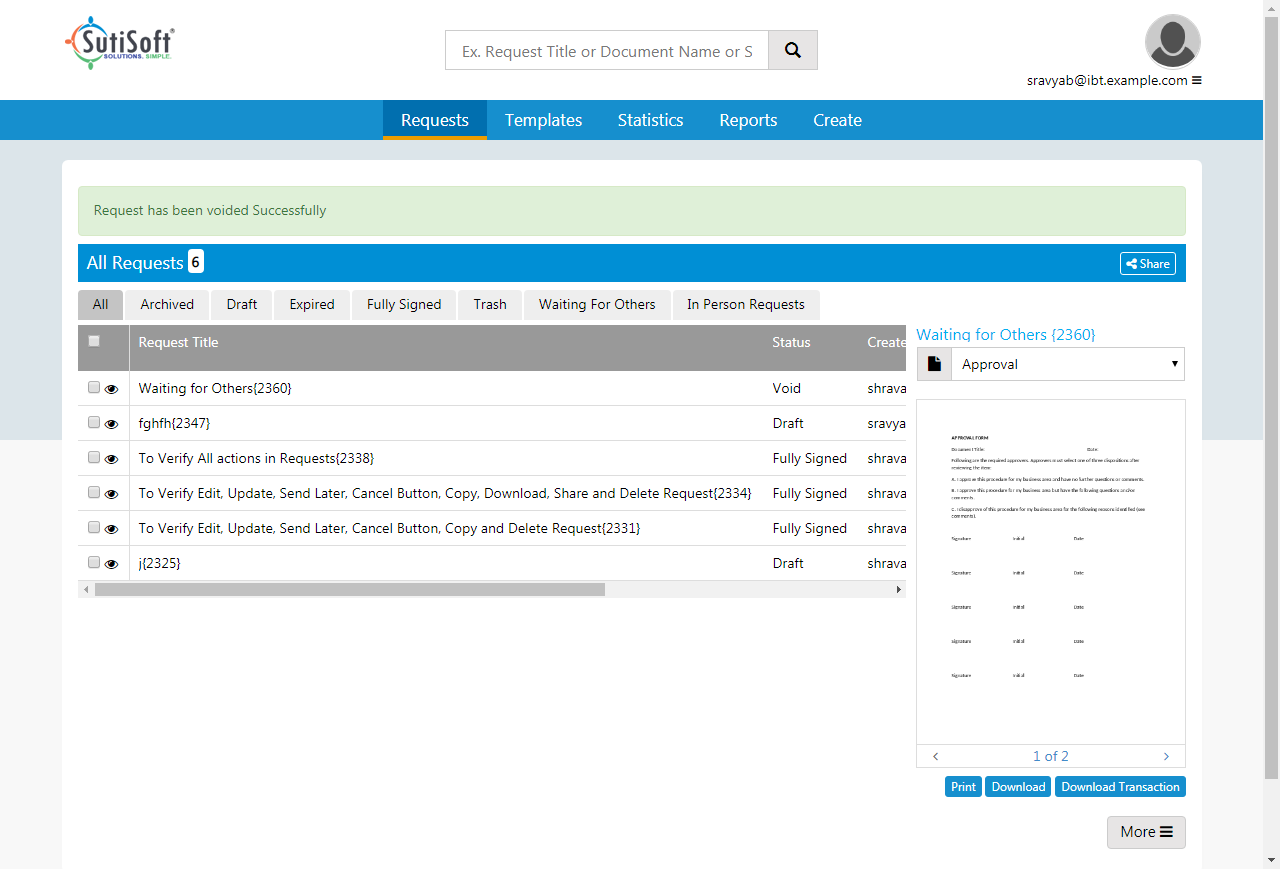 SutiSoft®
SOLUTIONS. SIMPLE.
Ex. Request Title or Document Name or S
sravyab@ibt.example.com
Requests Templates Statistics Reports Create
Request has been voided Successfully
All Requests 6 Share
All Archived Draft Expired Fully Signed Trash Waiting For Others In Person Requests
Request Title Status Create
Waiting for Others{2360} Void shrava
fghfh{2347} Draft sravya
To Verify All actions in Requests{2338} Fully Signed shrava
To Verify Edit, Update, Send Later, Cancel Button, Copy, Download, Share and Delete Request{2334} Fully Signed shrava
To Verify Edit, Update, Send Later, Cancel Button, Copy and Delete Request{2331} Fully Signed shrava
j{2325} Draft shrava
Waiting for Others {2360}
Approval
APPROVAL FORM
Document Title: Date:
Following are the required approvers. Approvers must select one of three dispositions after
reviewing the item:
A. I approve this procedure for my business area and have no further questions or comments.
B. I approve this procedure for my business area but have the following questions and/or
comments.
C. I disapprove of this procedure for my business area for the following reasons identified (see
comments).
Signature Initial Date
Signature Initial Date
Signature Initial Date
Signature Initial Date
Signature Initial Date
1 of 2
Print Download Download Transaction
More